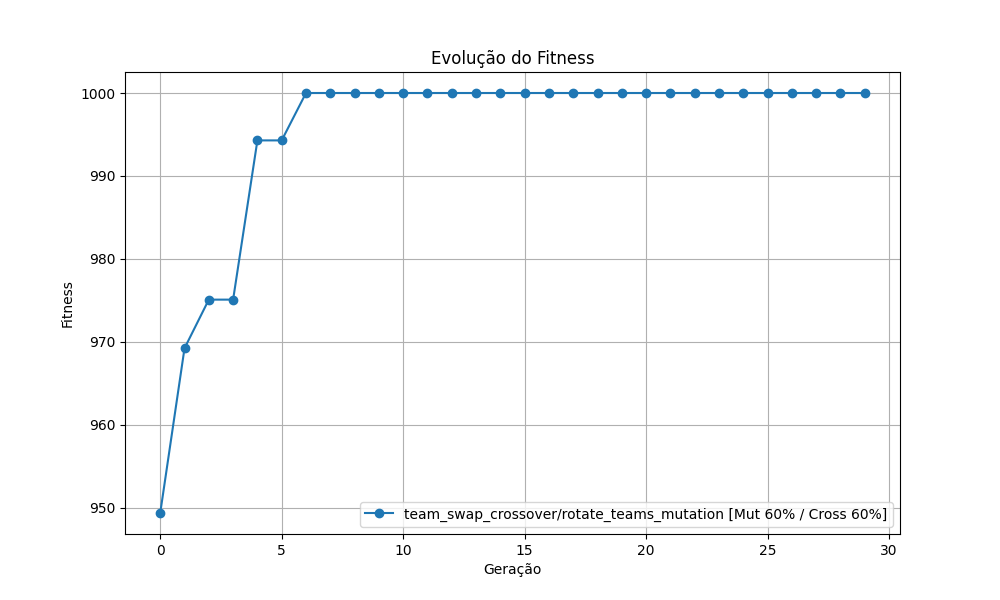 Evolução do Fitness
Fitness
1000
990
980
970
960
950
0 5 10 15 20 25 30
Geração
team_swap_crossover/rotate_teams_mutation [Mut 60% / Cross 60%]